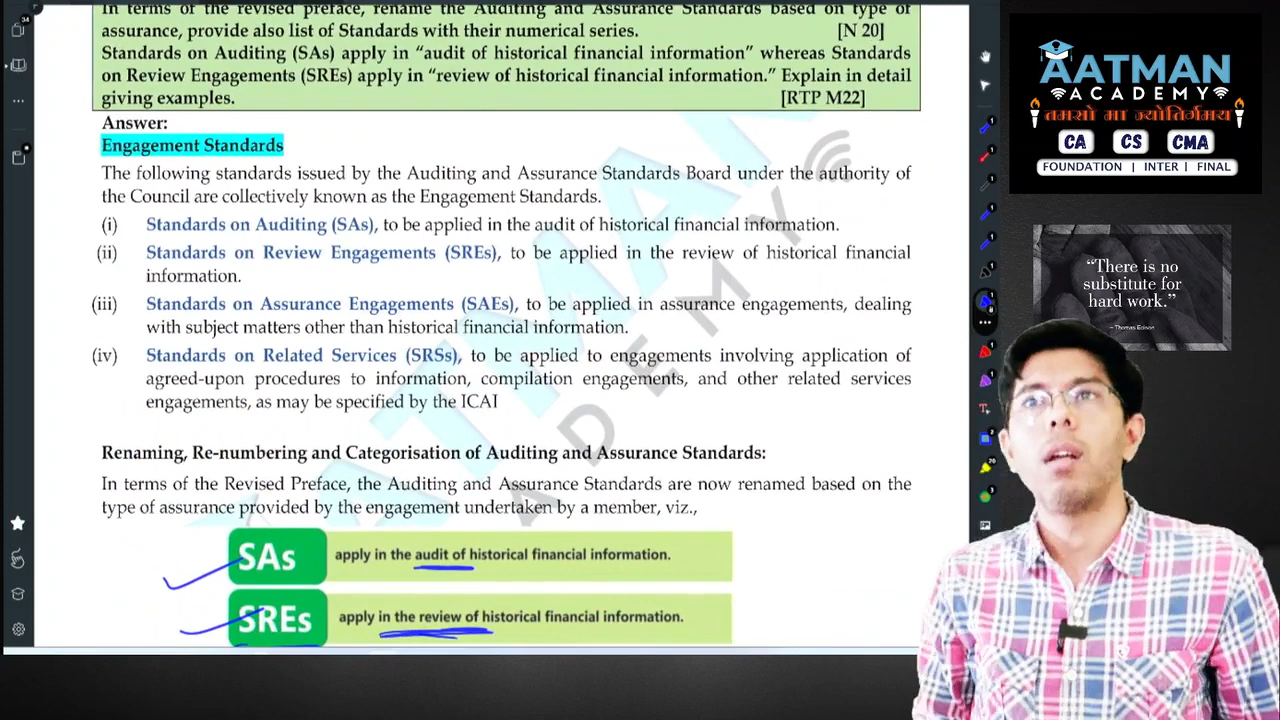 In terms of the revised preface, rename the Auditing and Assurance Standards based on type of
assurance, provide also list of Standards with their numerical series. [N 20]
Standards on Auditing (SAs) apply in “audit of historical financial information” whereas Standards
on Review Engagements (SREs) apply in “review of historical financial information.” Explain in detail
giving examples. [RTP M22]
Answer:
Engagement Standards
The following standards issued by the Auditing and Assurance Standards Board under the authority of
the Council are collectively known as the Engagement Standards.
(i) Standards on Auditing (SAs), to be applied in the audit of historical financial information.
(ii) Standards on Review Engagements (SREs), to be applied in the review of historical financial
information.
(iii) Standards on Assurance Engagements (SAEs), to be applied in assurance engagements, dealing
with subject matters other than historical financial information.
(iv) Standards on Related Services (SRSs), to be applied to engagements involving application of
agreed-upon procedures to information, compilation engagements, and other related services
engagements, as may be specified by the ICAI
Renaming, Re-numbering and Categorisation of Auditing and Assurance Standards:
In terms of the Revised Preface, the Auditing and Assurance Standards are now renamed based on the
type of assurance provided by the engagement undertaken by a member, viz.,
SAs apply in the audit of historical financial information.
SREs apply in the review of historical financial information.
AATMAN
ACADEMY
तमसो मा ज्योतिर्गमय
CA CS CMA
FOUNDATION | INTER | FINAL
“There is no
substitute for
hard work.”
– Thomas Edison